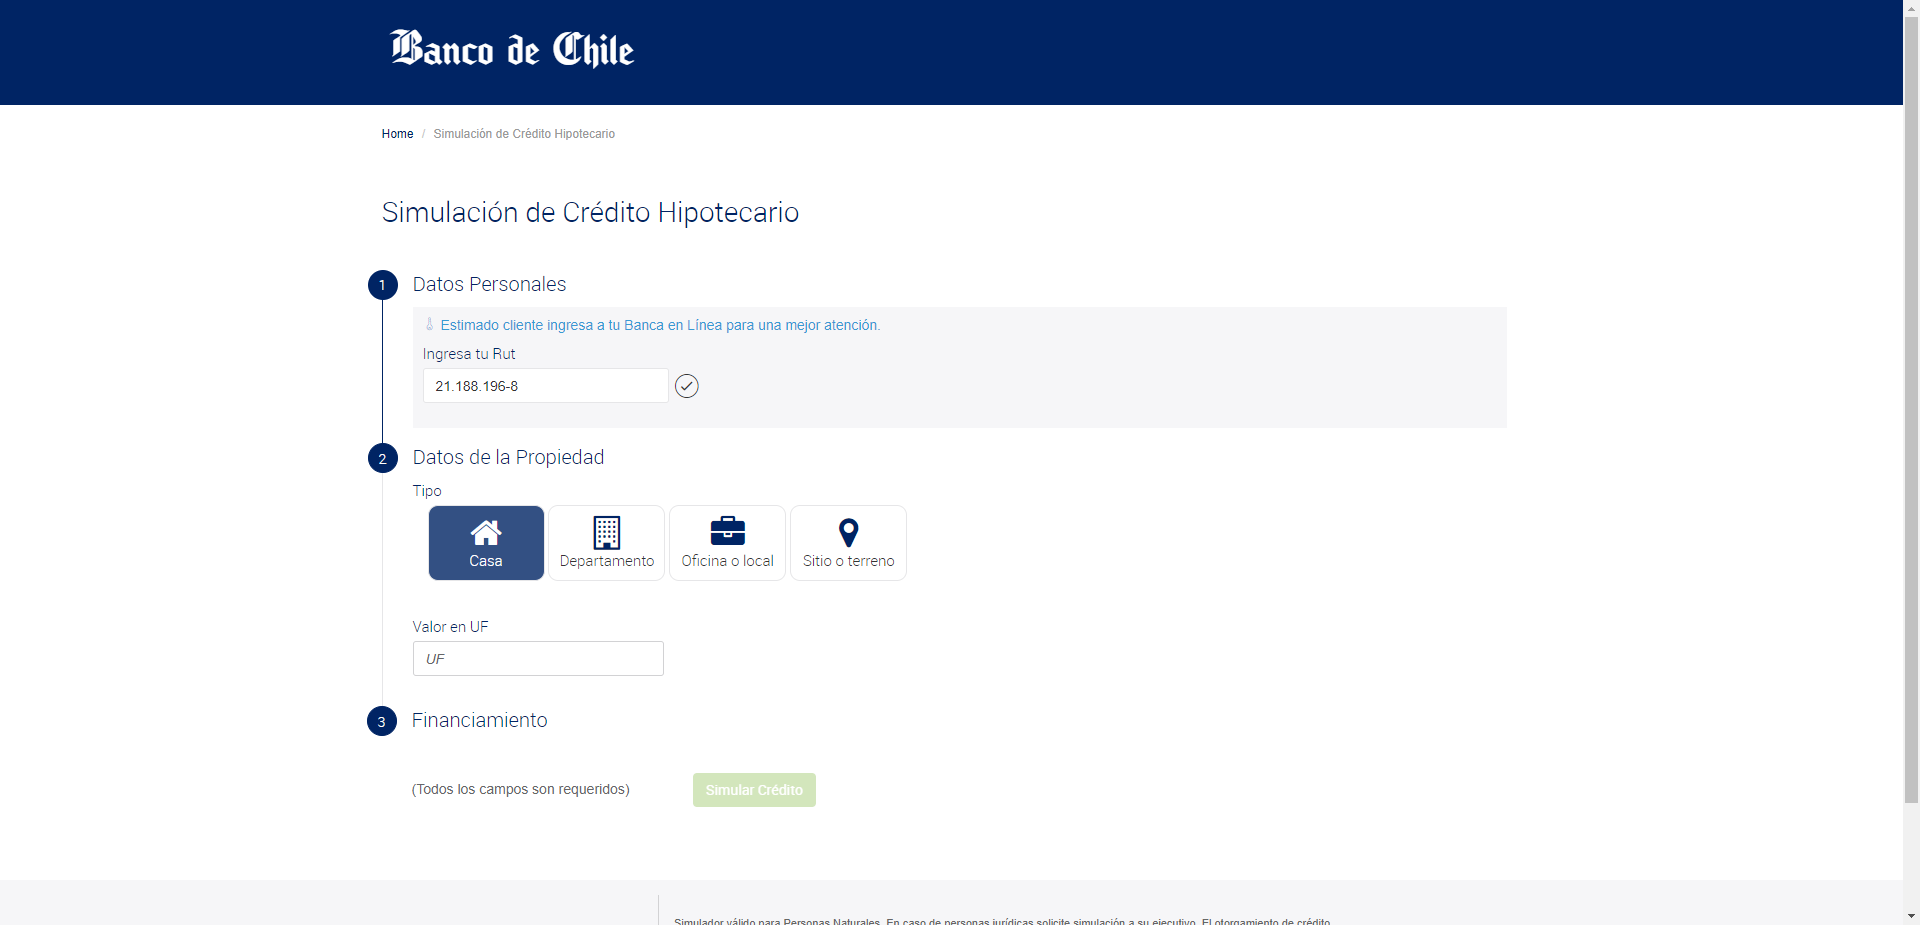 Banco de Chile
Home / Simulación de Crédito Hipotecario
Simulación de Crédito Hipotecario
1 Datos Personales
Estimado cliente ingresa a tu Banca en Línea para una mejor atención.
Ingresa tu Rut
21.188.196-8
2 Datos de la Propiedad
Tipo
Casa Departamento Oficina o local Sitio o terreno
Valor en UF
UF
3 Financiamiento
(Todos los campos son requeridos) Simular Crédito
Simulador válido para Personas Naturales. En caso de personas jurídicas solicite simulación a su ejecutivo. El otorgamiento de crédito